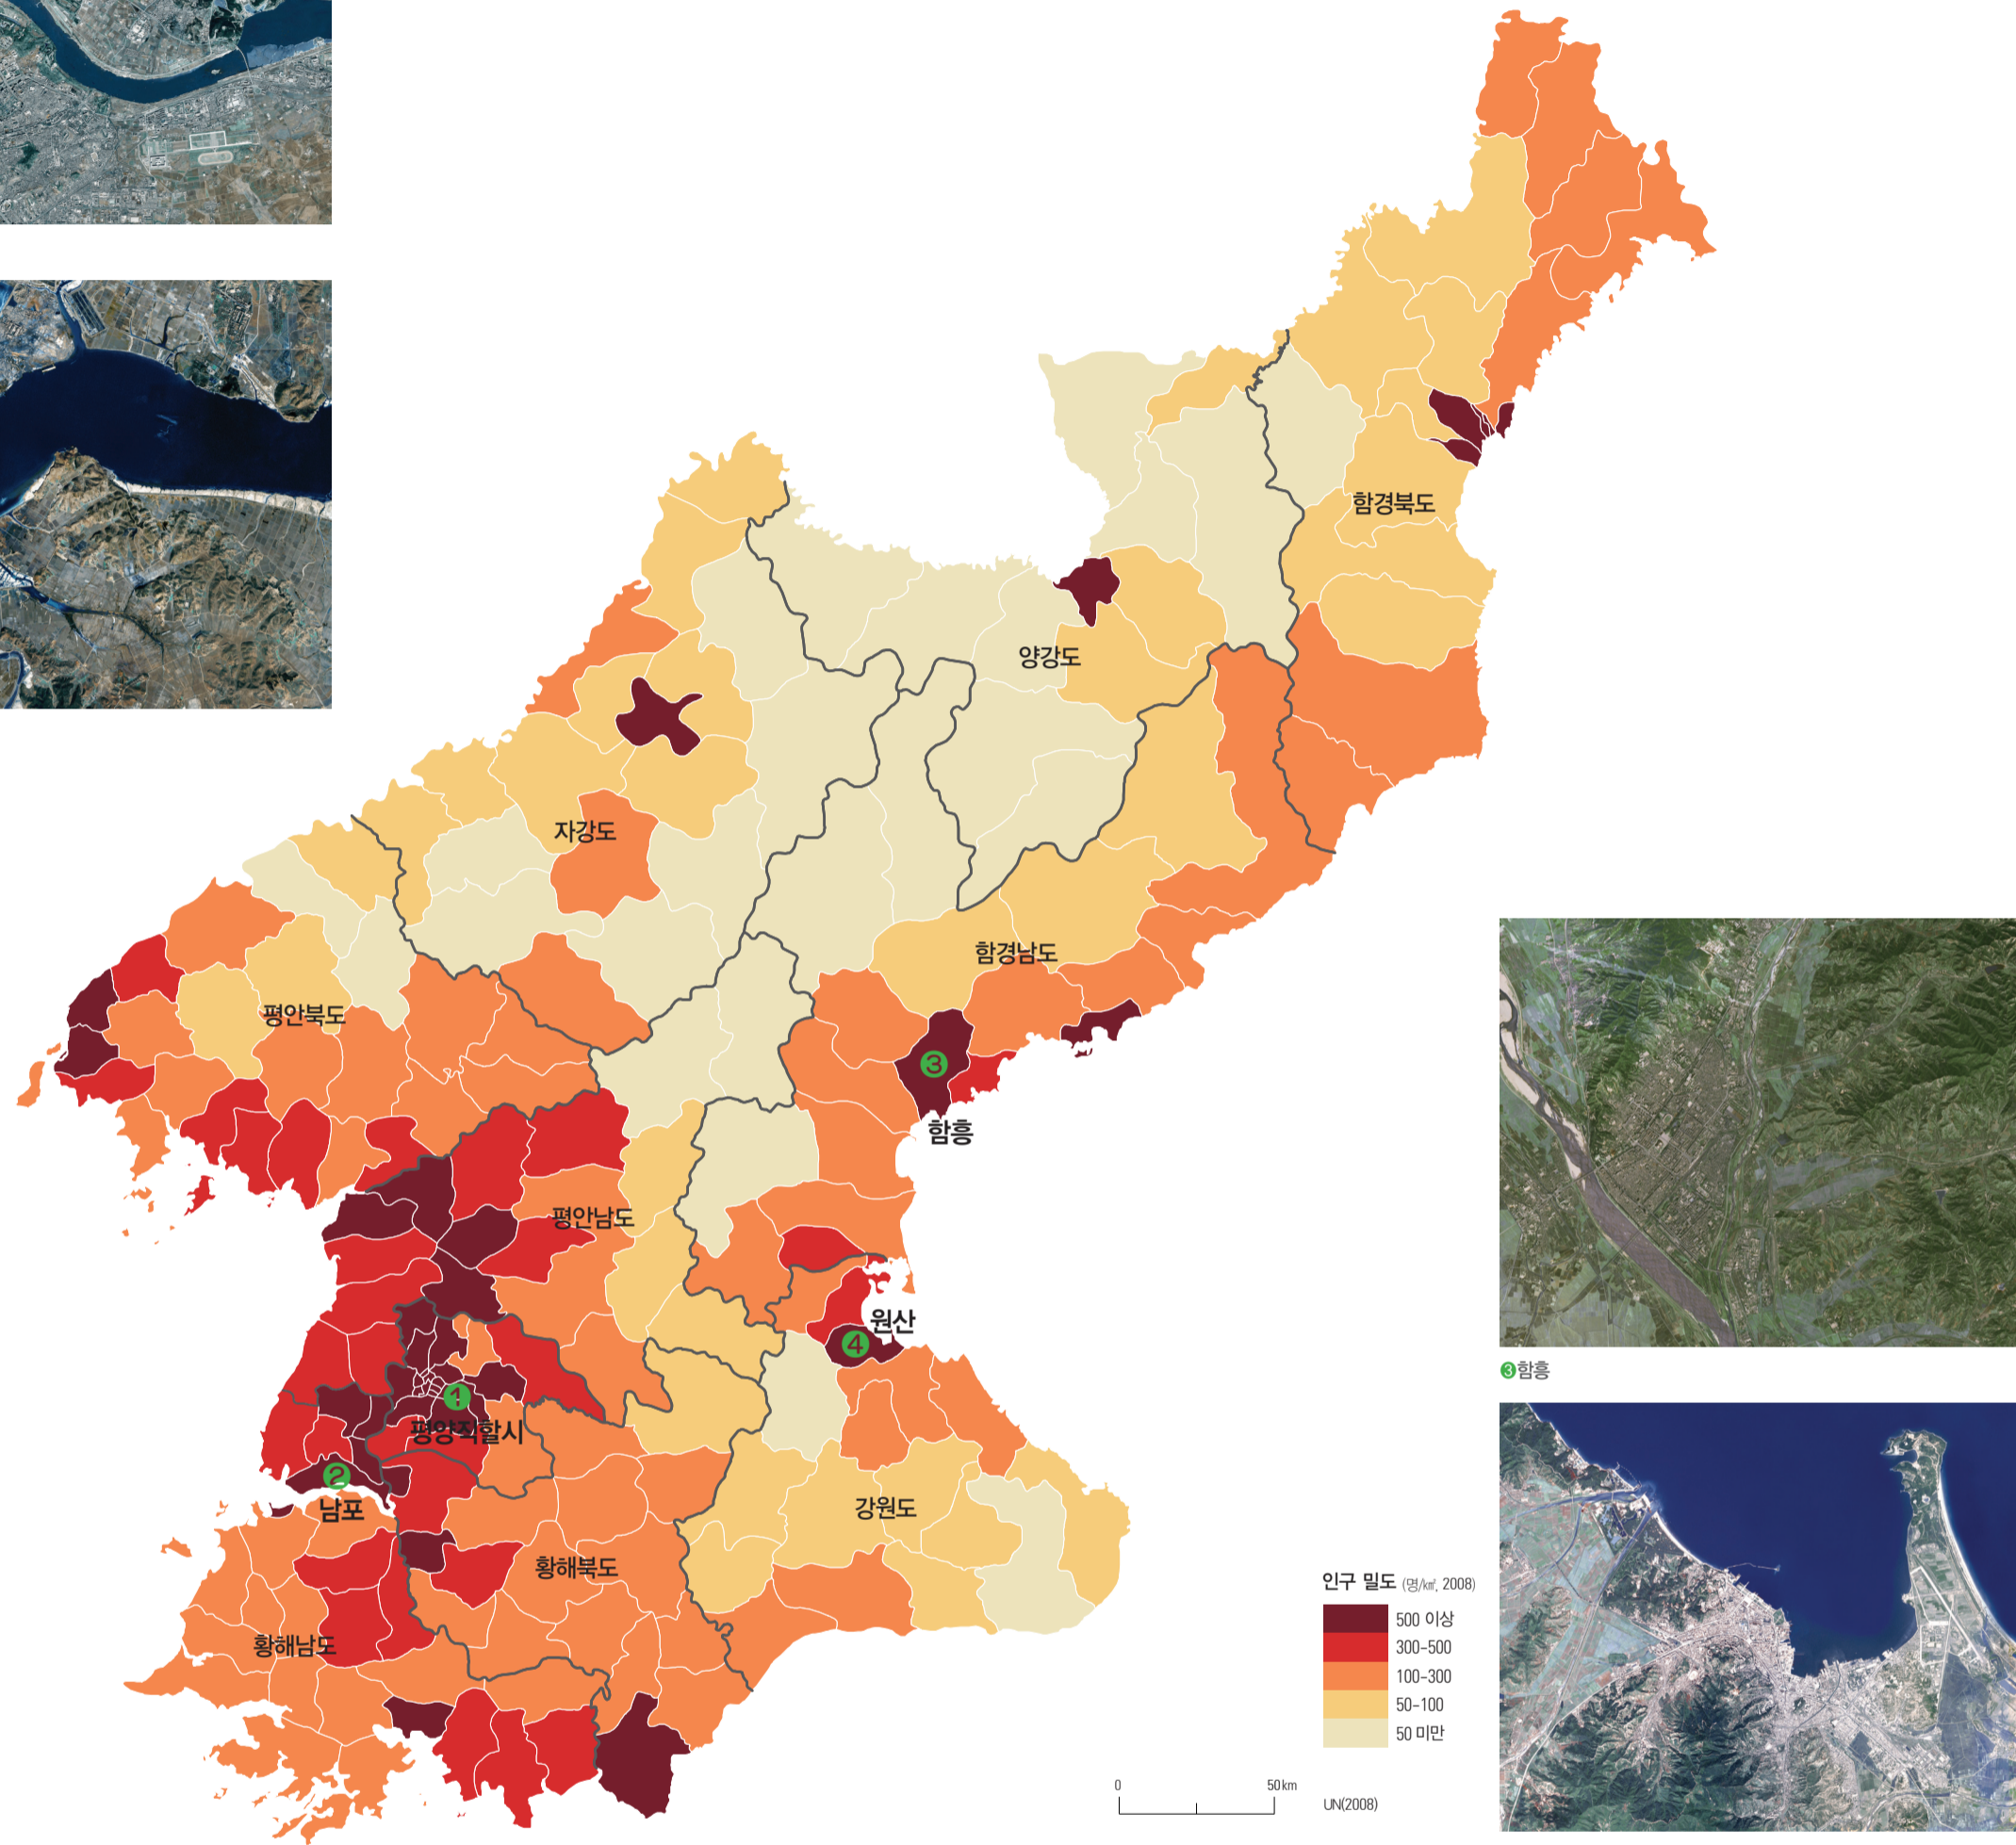 함경북도
양강도
자강도
함경남도
평안북도
③
함흥
평안남도
원산
④
①
평양직할시
②
남포
강원도
황해북도
황해남도
③함흥
인구 밀도 (명/㎢, 2008)
500 이상
300-500
100-300
50-100
50 미만
0 50㎞
UN(2008)